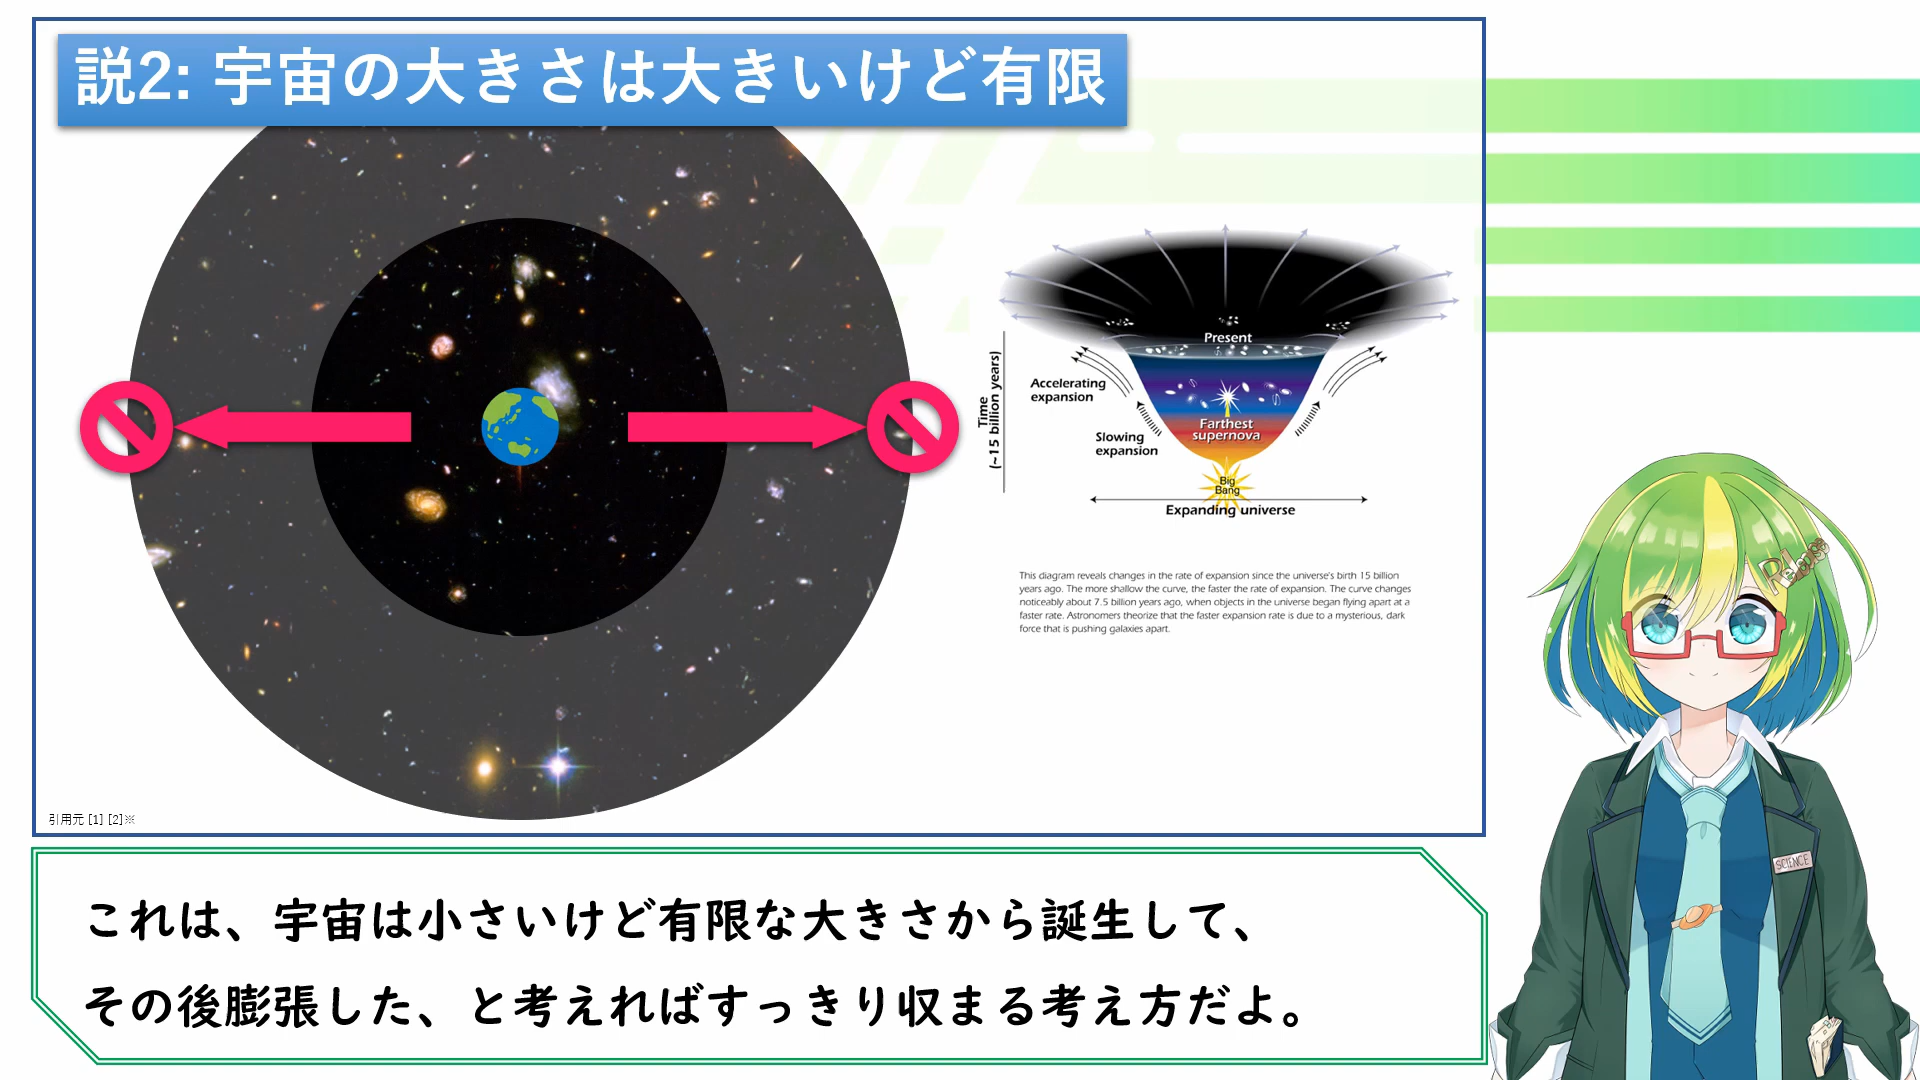 説2: 宇宙の大きさは大きいけど有限
Present
Accelerating
expansion
Farthest
supernova
Slowing
expansion
Time
(~15 billion years)
Big
Bang
Expanding universe
This diagram reveals changes in the rate of expansion since the universe's birth 15 billion
years ago. The more shallow the curve, the faster the rate of expansion. The curve changes
noticeably about 7.5 billion years ago, when objects in the universe began flying apart at a
faster rate. Astronomers theorize that the faster expansion rate is due to a mysterious, dark
force that is pushing galaxies apart.
引用元 [1] [2]※
SCIENCE
これは、宇宙は小さいけど有限な大きさから誕生して、
その後膨張した、と考えればすっきり収まる考え方だよ。